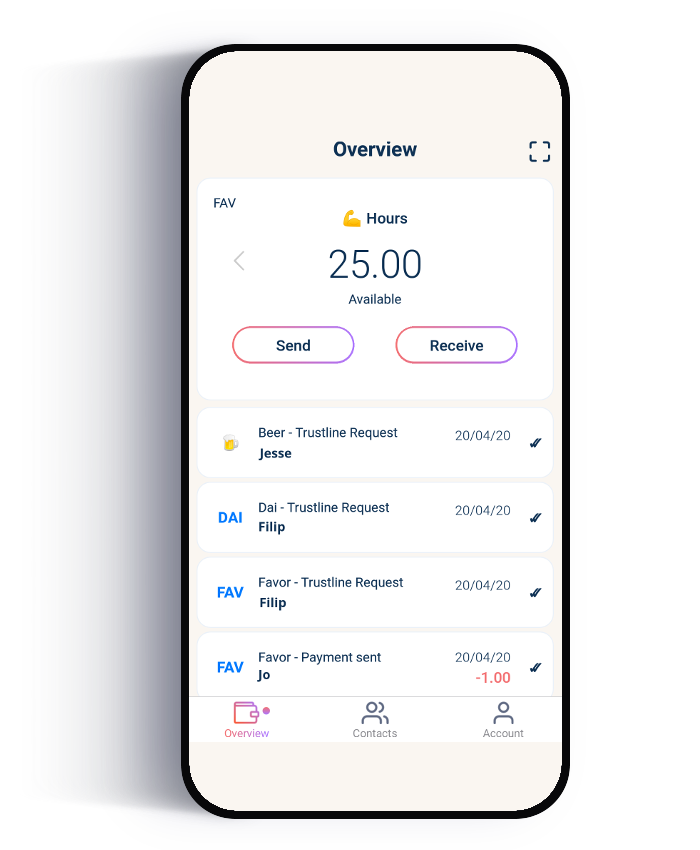 Overview
FAV
💪 Hours
25.00
Available
Send
Receive
Beer - Trustline Request
20/04/20
Jesse
DAI
Dai - Trustline Request
20/04/20
Filip
FAV
Favor - Trustline Request
20/04/20
Filip
FAV
Favor - Payment sent
20/04/20
Jo
-1.00
Overview
Contacts
Account